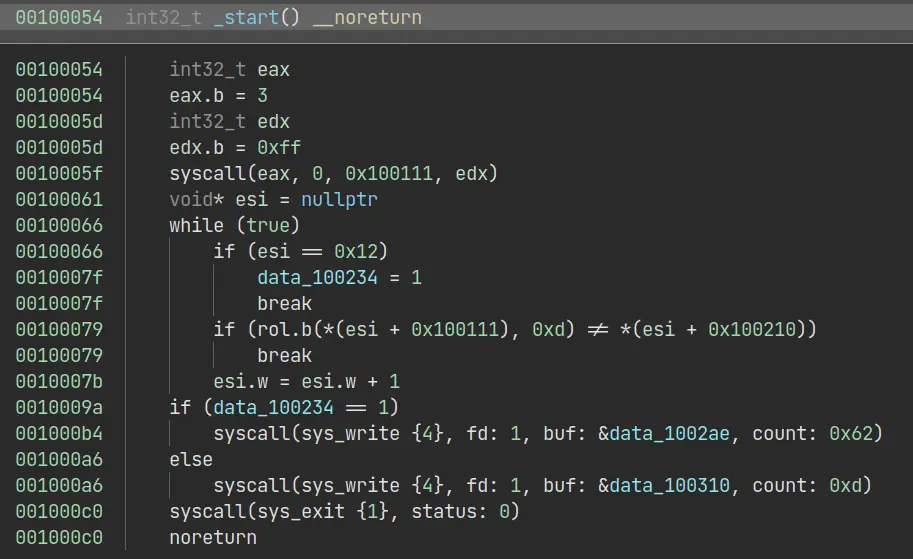 00100054 int32_t _start() __noreturn
00100054 int32_t eax
00100054 eax.b = 3
0010005d int32_t edx
0010005d edx.b = 0xff
0010005f syscall(eax, 0, 0x100111, edx)
00100061 void* esi = nullptr
00100066 while (true)
00100066 if (esi == 0x12)
0010007f data_100234 = 1
0010007f break
00100079 if (rol.b(*(esi + 0x100111), 0xd) != *(esi + 0x100210))
00100079 break
0010007b esi.w = esi.w + 1
0010009a if (data_100234 == 1)
001000b4 syscall(sys_write {4}, fd: 1, buf: &data_1002ae, count: 0x62)
001000a6 else
001000a6 syscall(sys_write {4}, fd: 1, buf: &data_100310, count: 0xd)
001000c0 syscall(sys_exit {1}, status: 0)
001000c0 noreturn